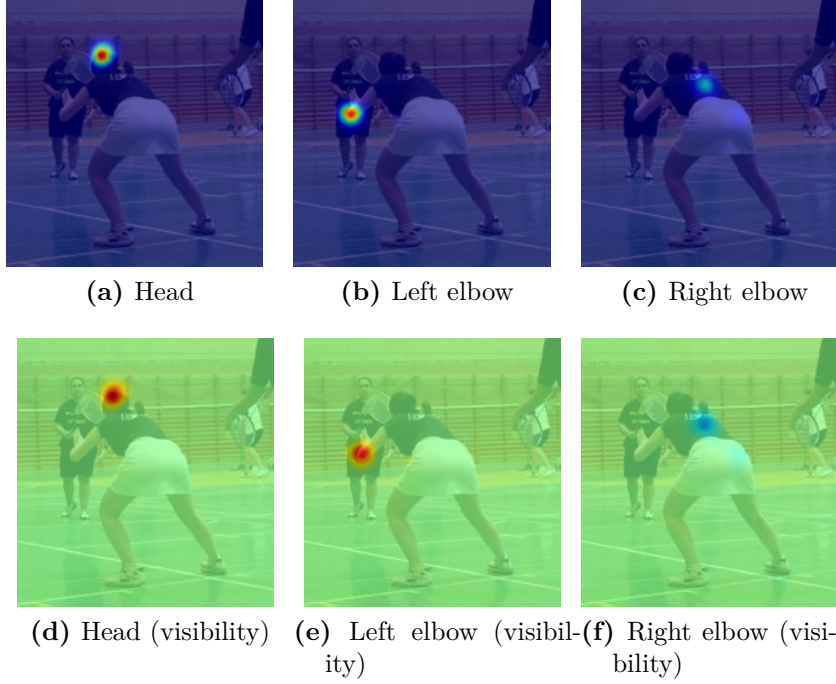 (a) Head
(b) Left elbow
(c) Right elbow
(d) Head (visibility)
(e) Left elbow (visibil-
ity)
(f) Right elbow (visi-
bility)